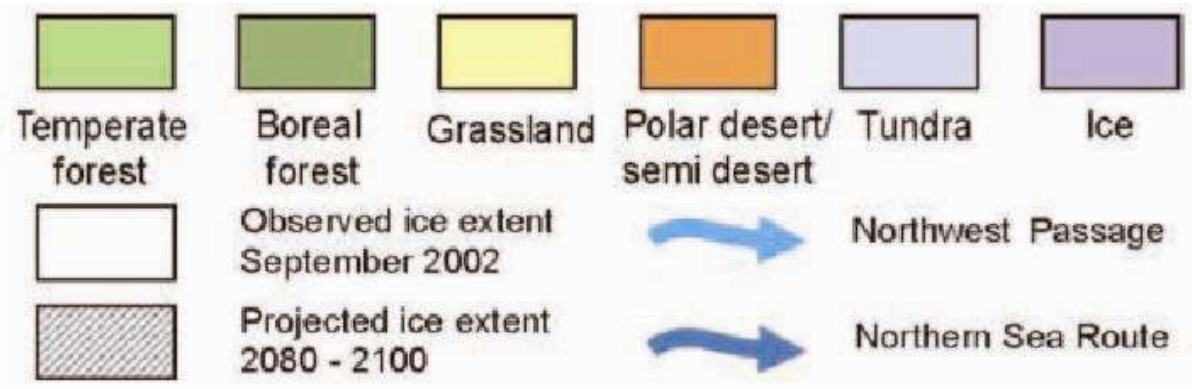 Temperate forest
Boreal forest
Grassland
Polar desert/
semi desert
Tundra
Ice
Observed ice extent
September 2002
Northwest Passage
Projected ice extent
2080 - 2100
Northern Sea Route